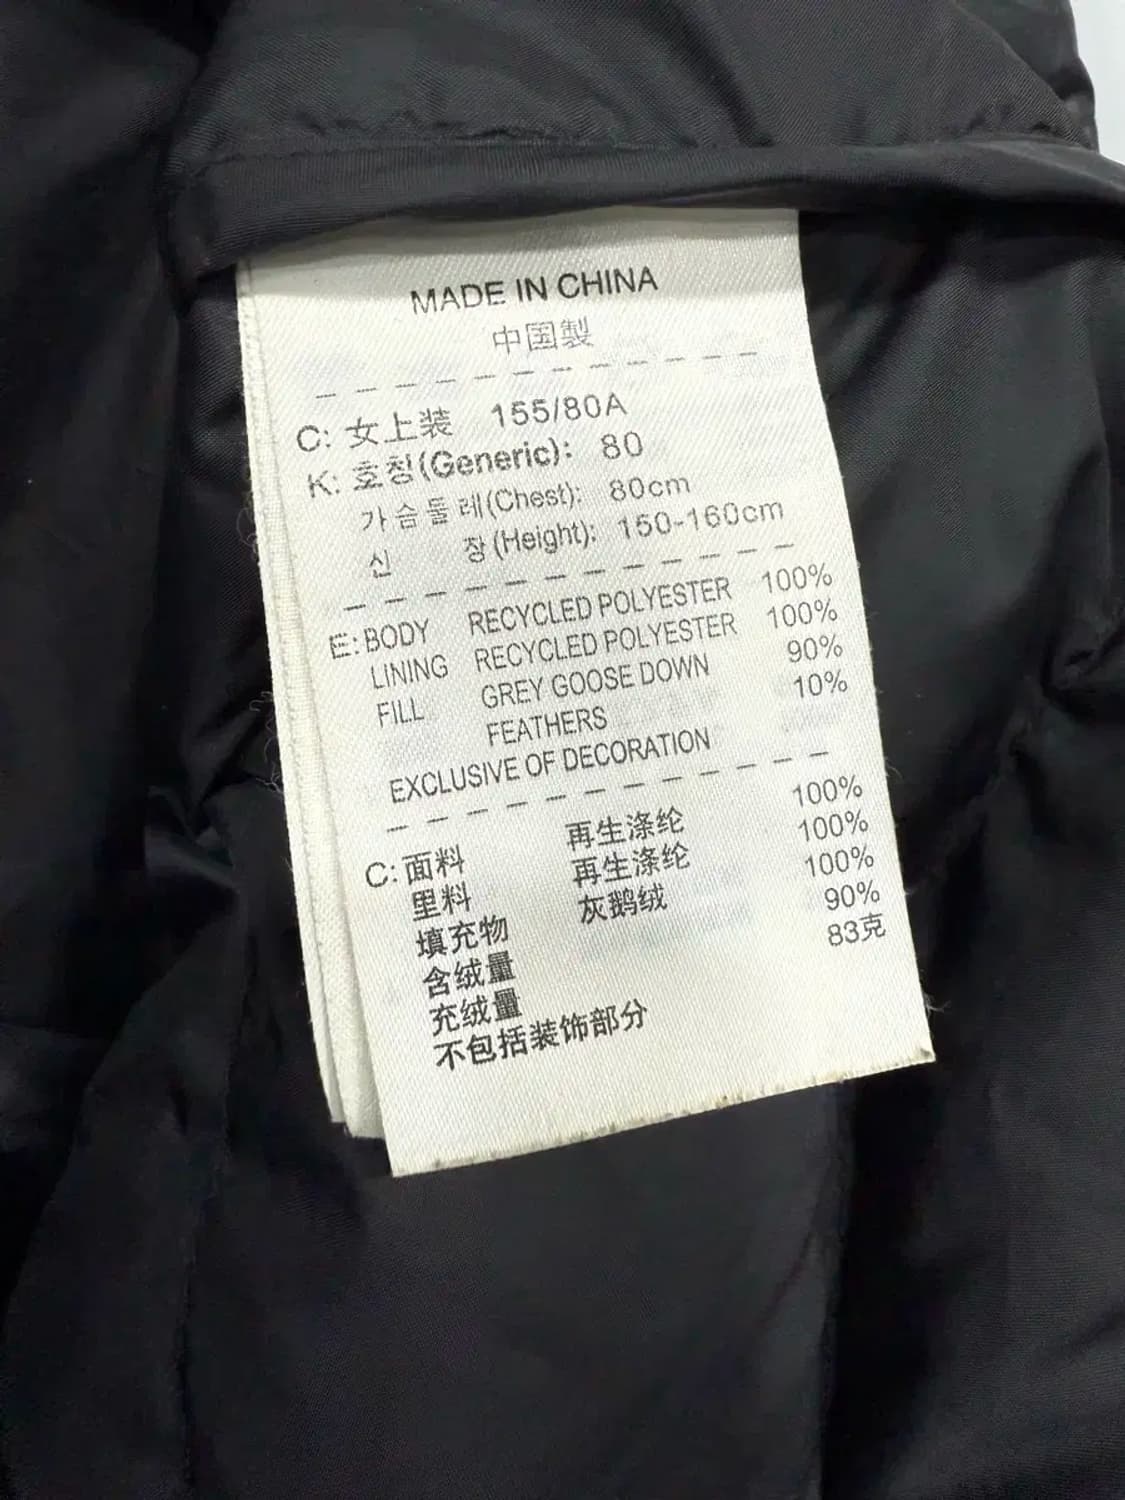 MADE IN CHINA
中国製
C: 女上装 155/80A
K: 호칭(Generic): 80
가슴둘레(Chest): 80cm
신 장(Height): 150-160cm
E: BODY RECYCLED POLYESTER 100%
LINING RECYCLED POLYESTER 100%
FILL GREY GOOSE DOWN 90%
FEATHERS 10%
EXCLUSIVE OF DECORATION
C: 面料 再生涤纶 100%
里料 再生涤纶 100%
填充物 灰鹅绒 100%
含绒量 90%
充绒量 83克
不包括装饰部分